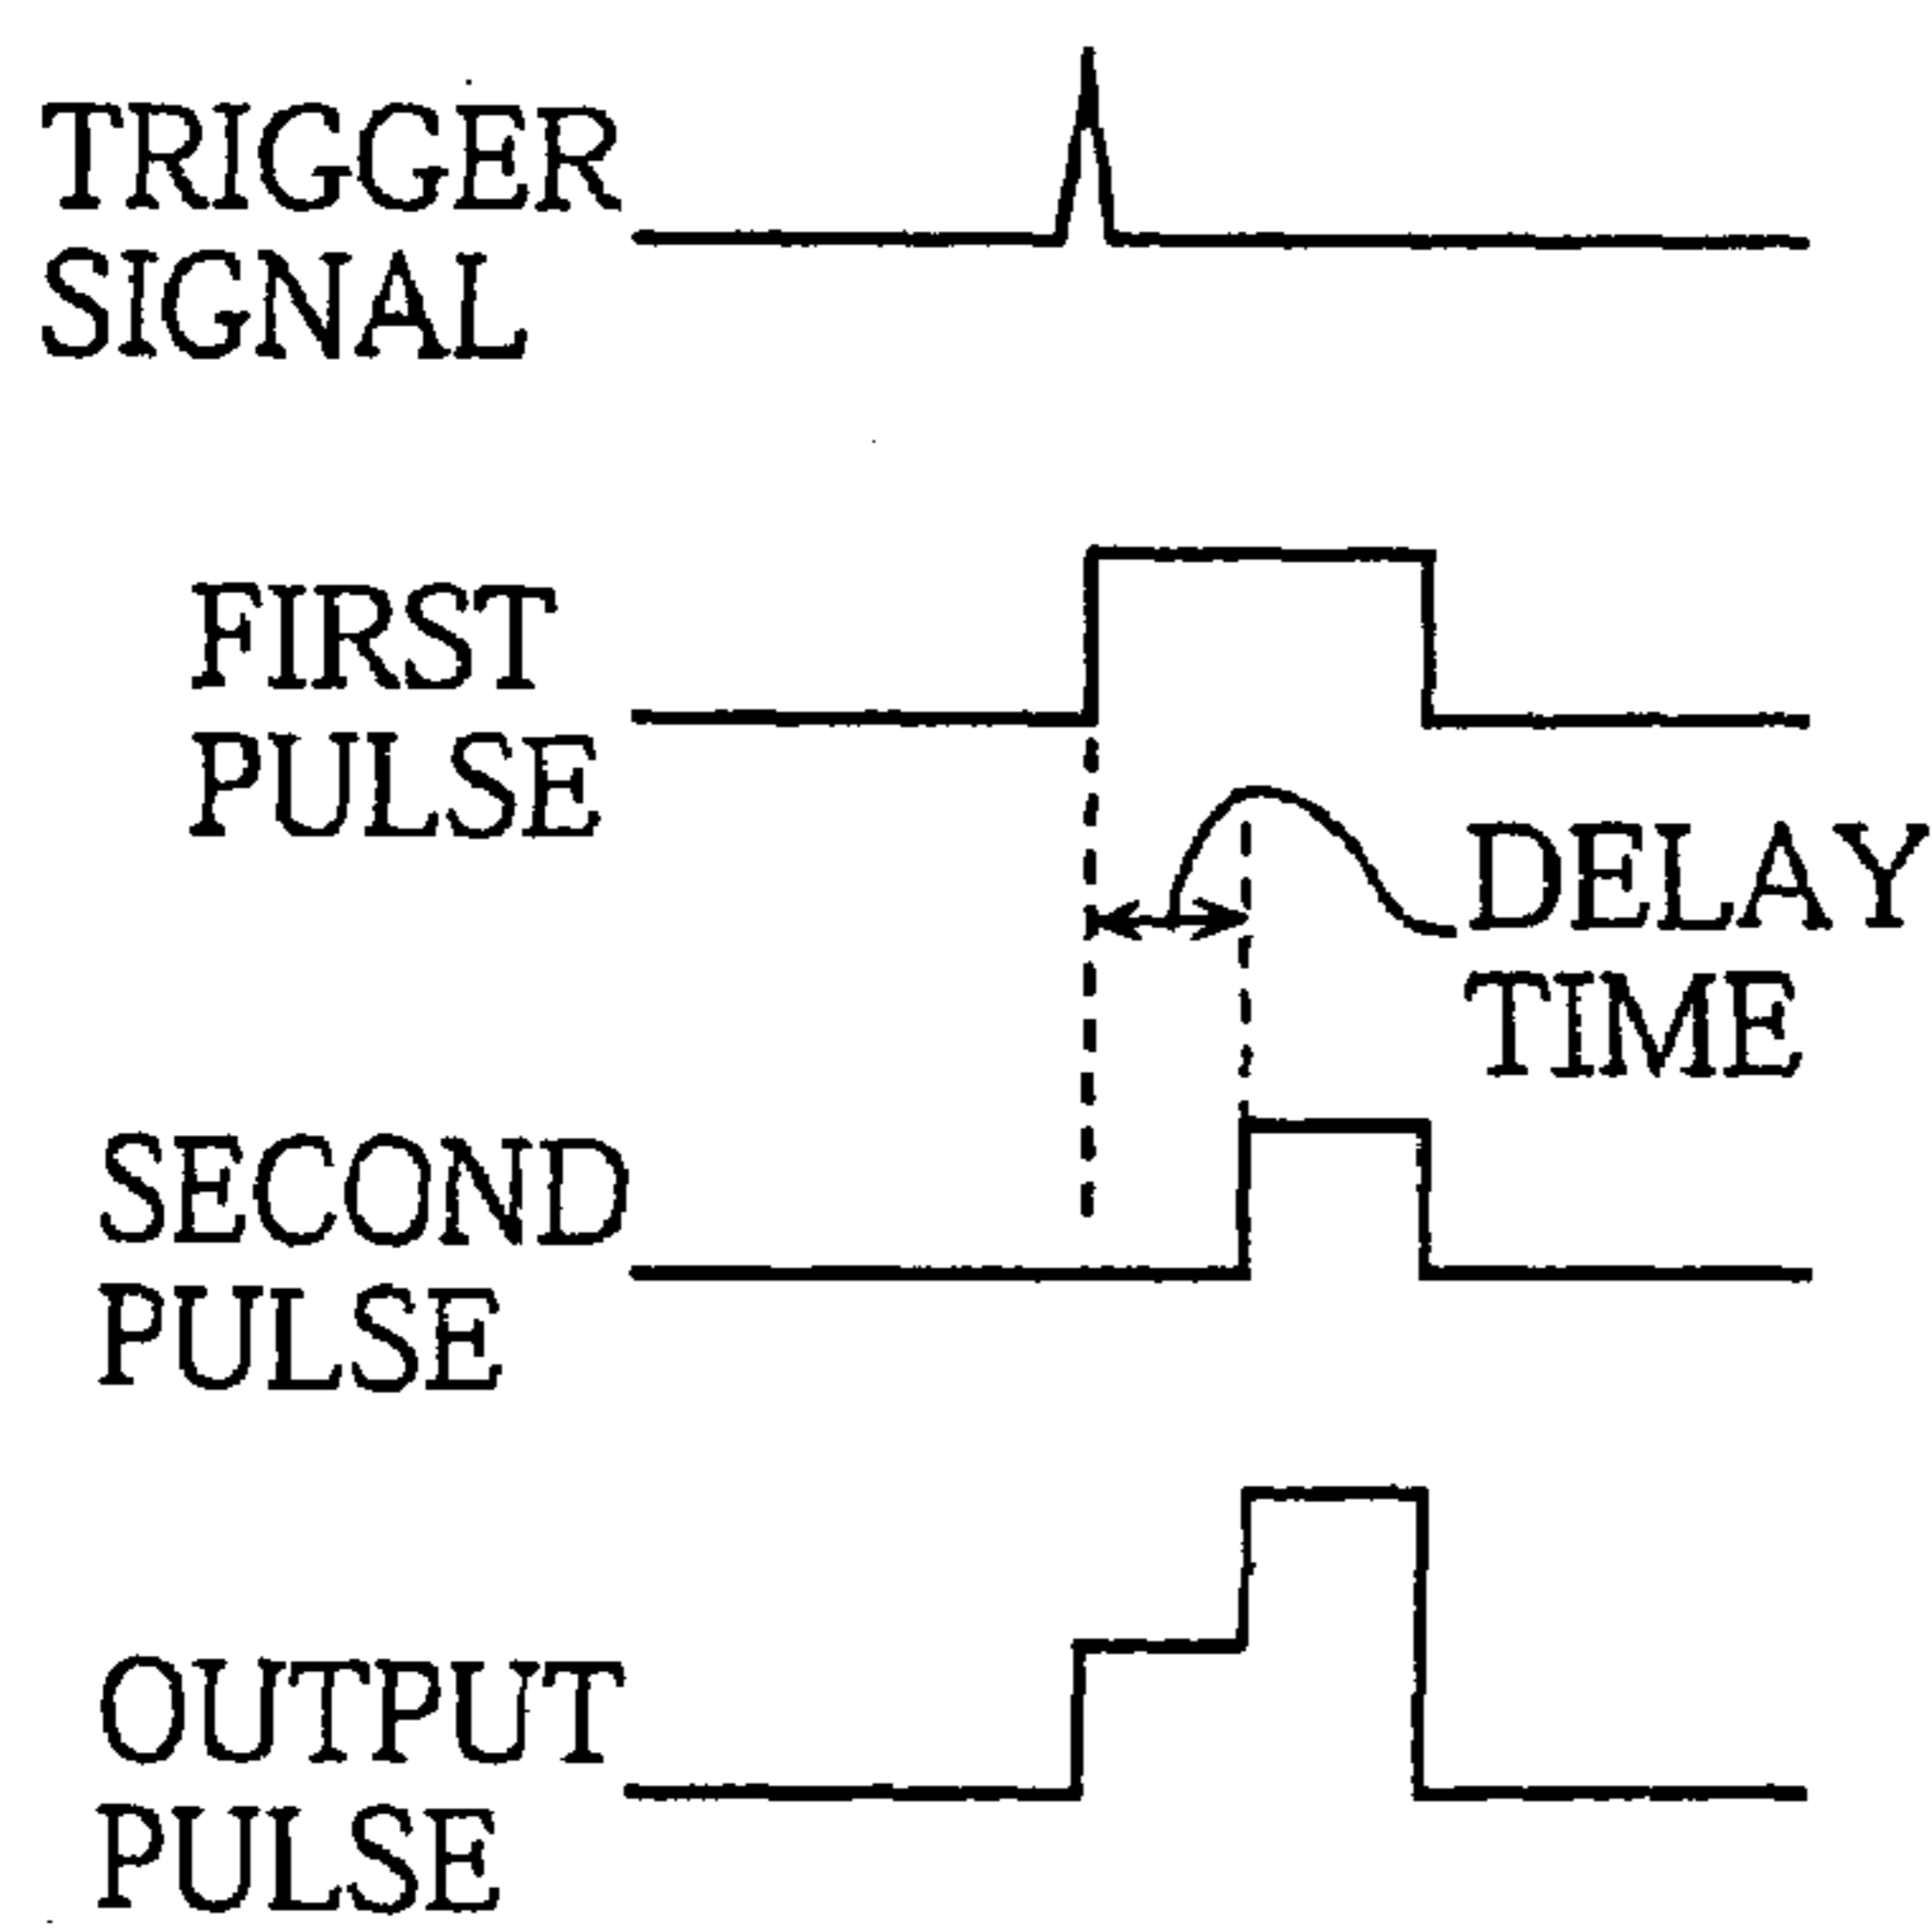 TRIGGER
SIGNAL
FIRST
PULSE
DELAY
TIME
SECOND
PULSE
OUTPUT
PULSE